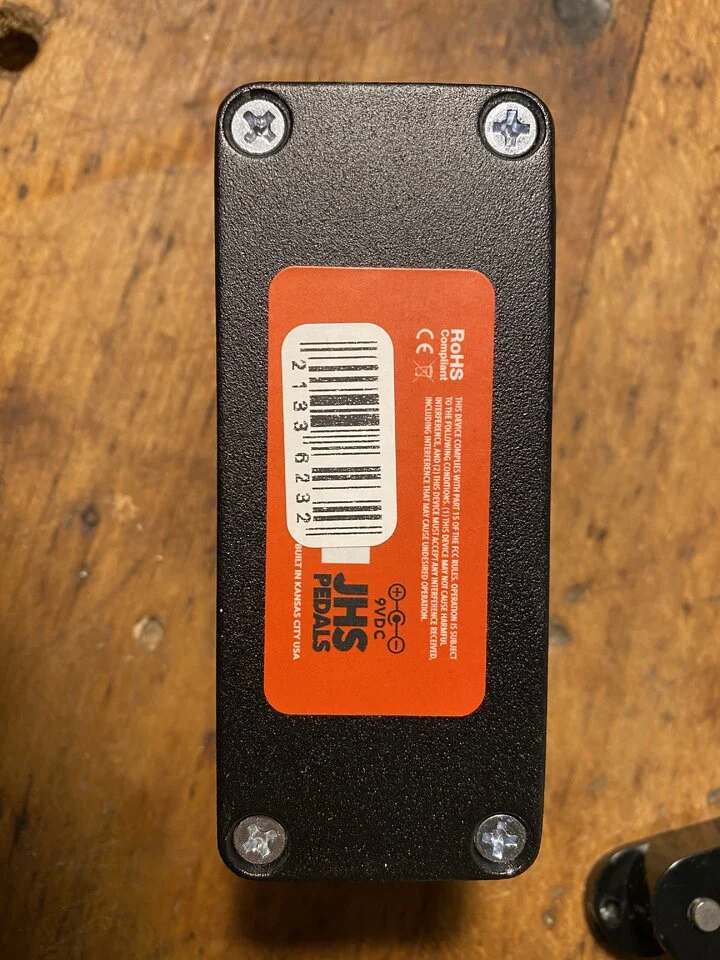 RoHS
Compliant
CE
THIS DEVICE COMPLIES WITH PART 15 OF THE FCC RULES. OPERATION IS SUBJECT
TO THE FOLLOWING CONDITIONS. (1) THIS DEVICE MAY NOT CAUSE HARMFUL
INTERFERENCE, AND (2) THIS DEVICE MUST ACCEPT ANY INTERFERENCE RECEIVED,
INCLUDING INTERFERENCE THAT MAY CAUSE UNDESIRED OPERATION.
21336232
9VDC
JHS
PEDALS
BUILT IN KANSAS CITY USA